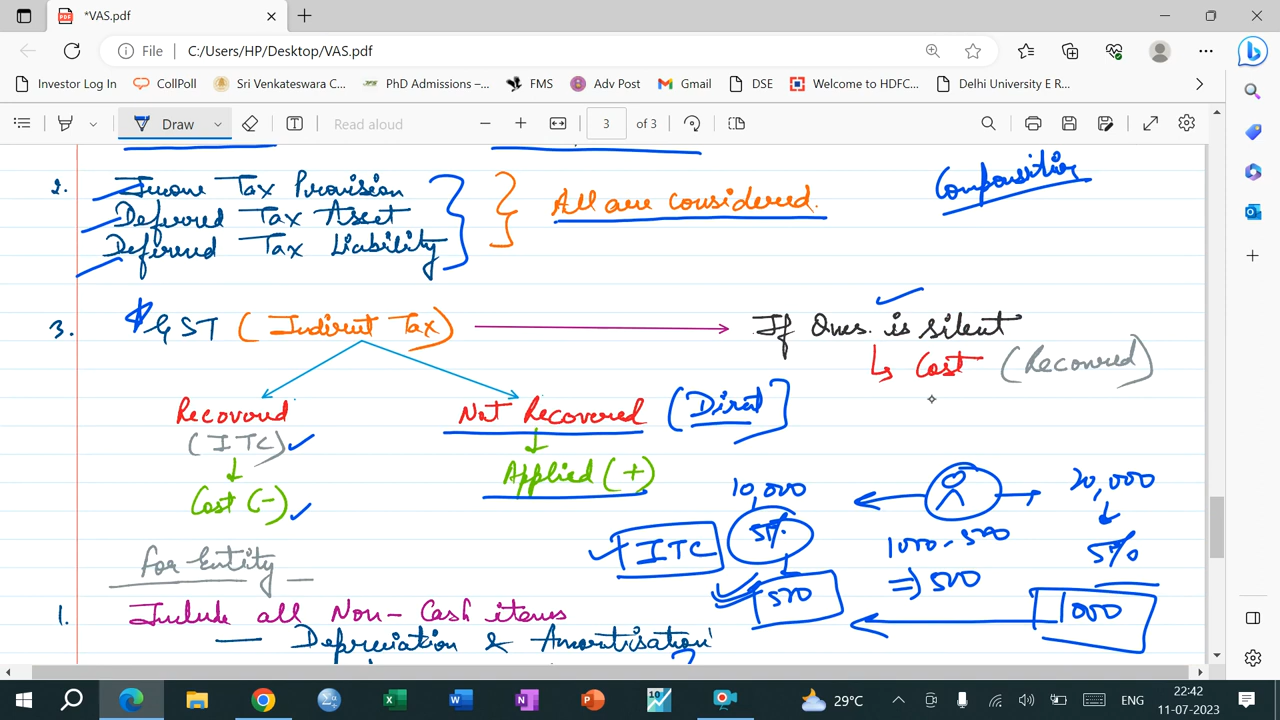 *VAS.pdf
File C:/Users/HP/Desktop/VAS.pdf
Investor Log In CollPoll Sri Venkateswara C... PhD Admissions –... FMS Adv Post Gmail DSE Welcome to HDFC... Delhi University E R...
Draw Read aloud 3 of 3
2. Income Tax Provision
Deferred Tax Asset
Deferred Tax Liability
All are considered.
Composition
3. GST (Indirect Tax) If Ques. is silent
Cost (Recovered)
Recovered Not Recovered (Direct)
(ITC)
Cost (-) Applied (+)
10,000 20,000
ITC 5% 1000 - 500 5%
500 => 500 1000
for Entity
1. Include all Non-Cash items
— Depreciation & Amortisation
29°C ENG 22:42
11-07-2023